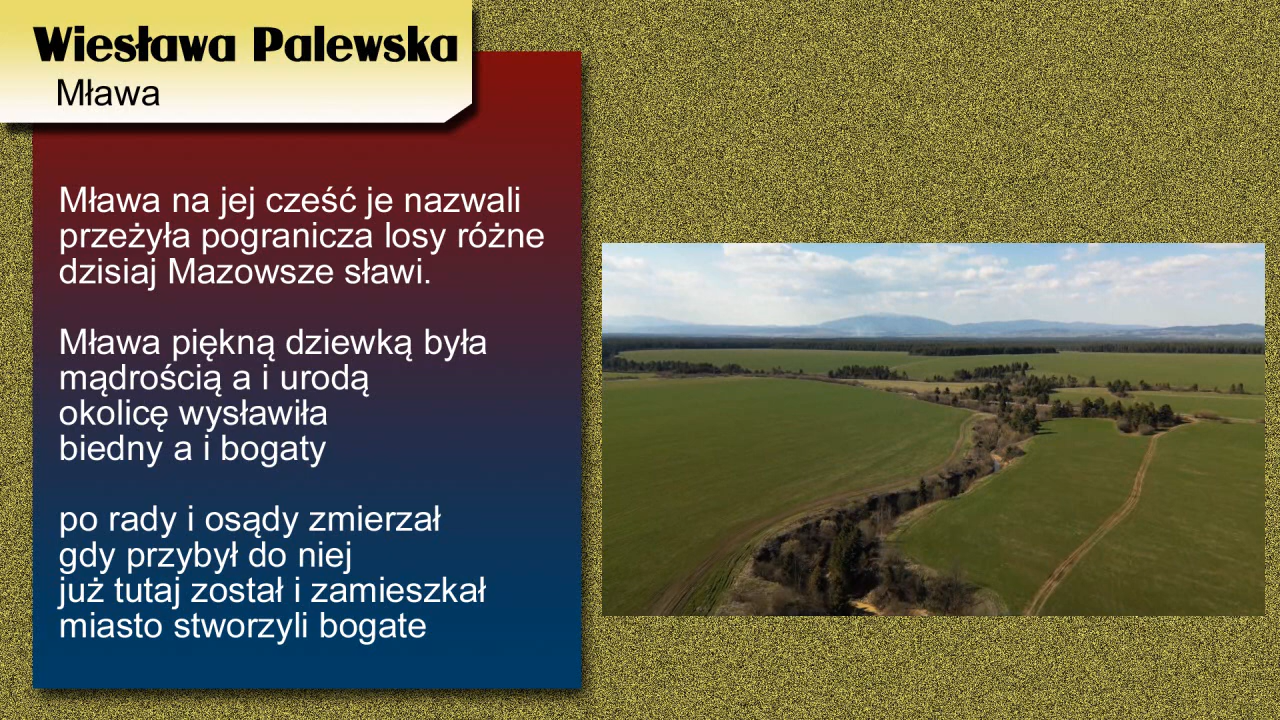 Wiesława Palewska
Mława
Mława na jej cześć je nazwali
przeżyła pogranicza losy różne
dzisiaj Mazowsze sławi.
Mława piękną dziewką była
mądrością a i urodą
okolicę wysławiła
biedny a i bogaty
po rady i osądy zmierzał
gdy przybył do niej
już tutaj został i zamieszkał
miasto stworzyli bogate